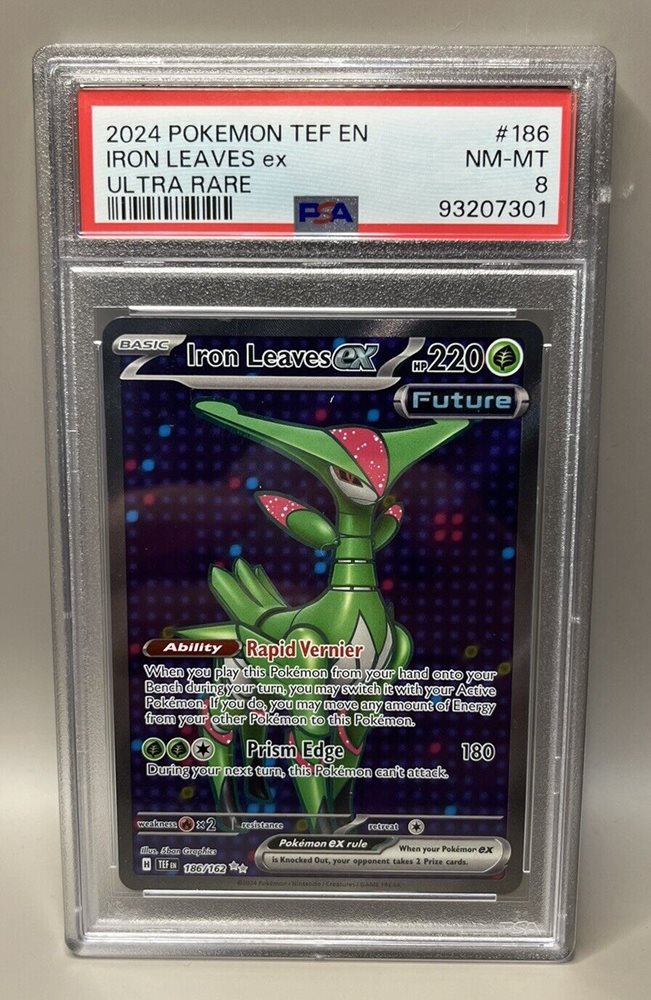 2024 POKEMON TEF EN #186
IRON LEAVES ex NM-MT
ULTRA RARE 8
PSA 93207301
BASIC Iron Leaves ex HP 220
Future
Ability Rapid Vernier
When you play this Pokémon from your hand onto your
Bench during your turn, you may switch it with your Active
Pokémon. If you do, you may move any amount of Energy
from your other Pokémon to this Pokémon.
Prism Edge 180
During your next turn, this Pokémon can't attack.
weakness x2 resistance retreat
Illus. 5ban Graphics
Pokémon ex rule When your Pokémon ex
is Knocked Out, your opponent takes 2 Prize cards.
H TEF EN 186/162
©2024 Pokémon / Nintendo / Creatures / GAME FREAK